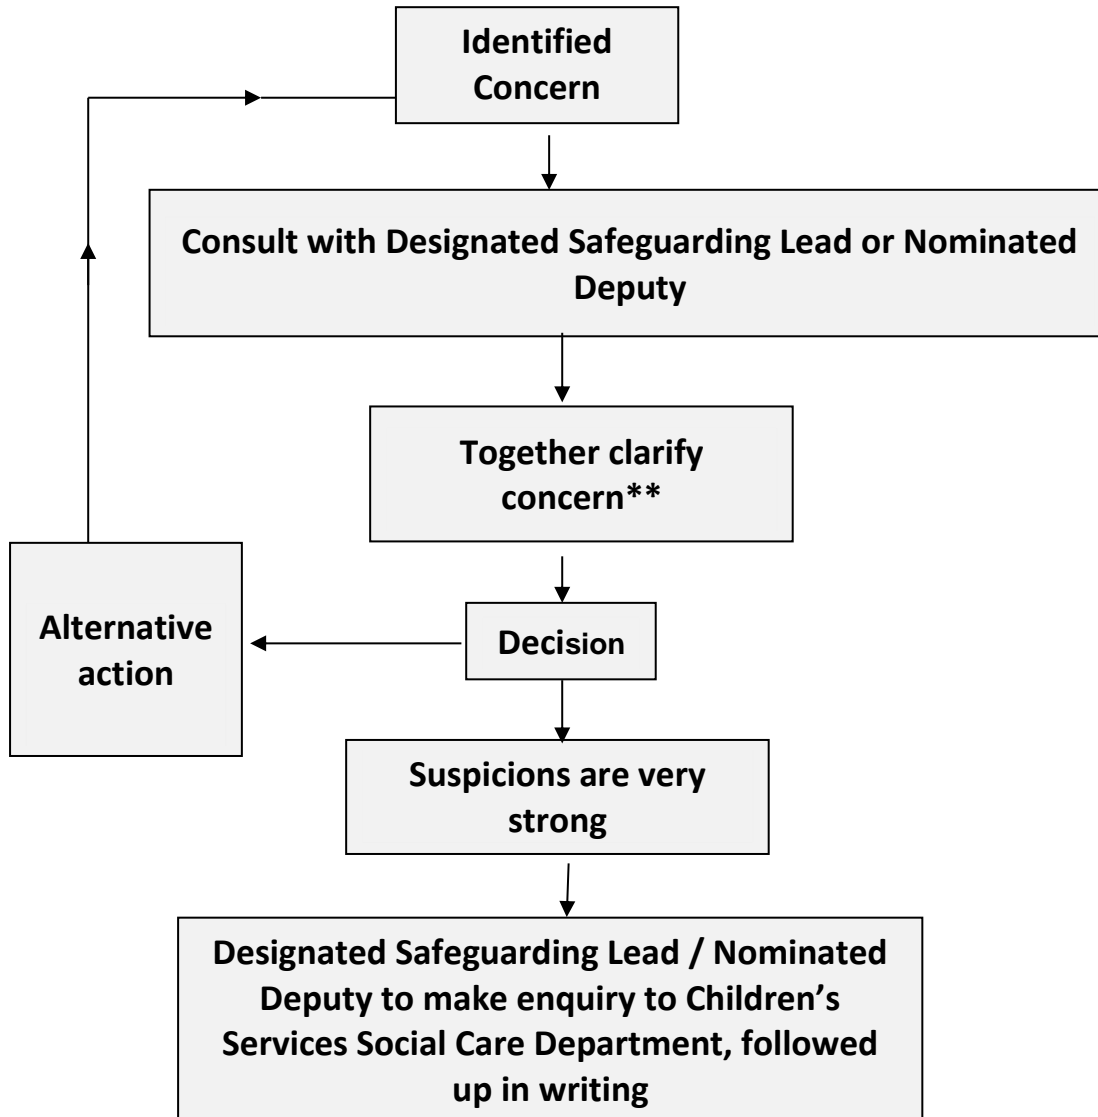 Identified
Concern
Consult with Designated Safeguarding Lead or Nominated
Deputy
Together clarify
concern**
Alternative
action
Decision
Suspicions are very
strong
Designated Safeguarding Lead / Nominated
Deputy to make enquiry to Children’s
Services Social Care Department, followed
up in writing